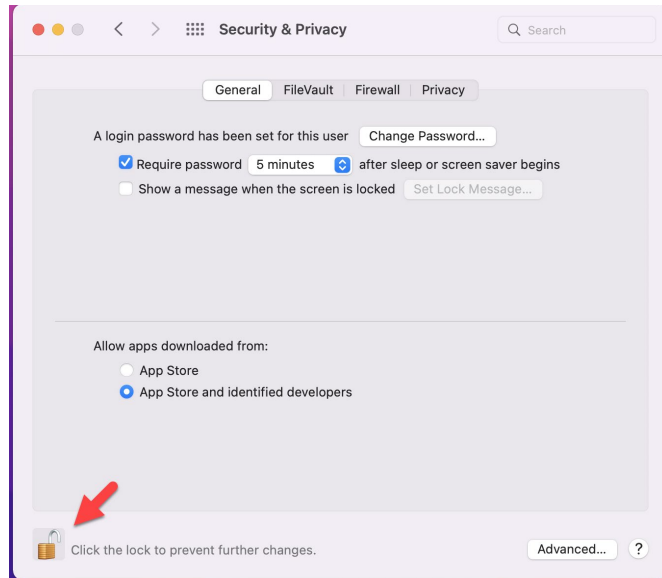 Security & Privacy
Search
General FileVault Firewall Privacy
A login password has been set for this user Change Password...
Require password 5 minutes after sleep or screen saver begins
Show a message when the screen is locked Set Lock Message...
Allow apps downloaded from:
App Store
App Store and identified developers
Click the lock to prevent further changes.
Advanced... ?